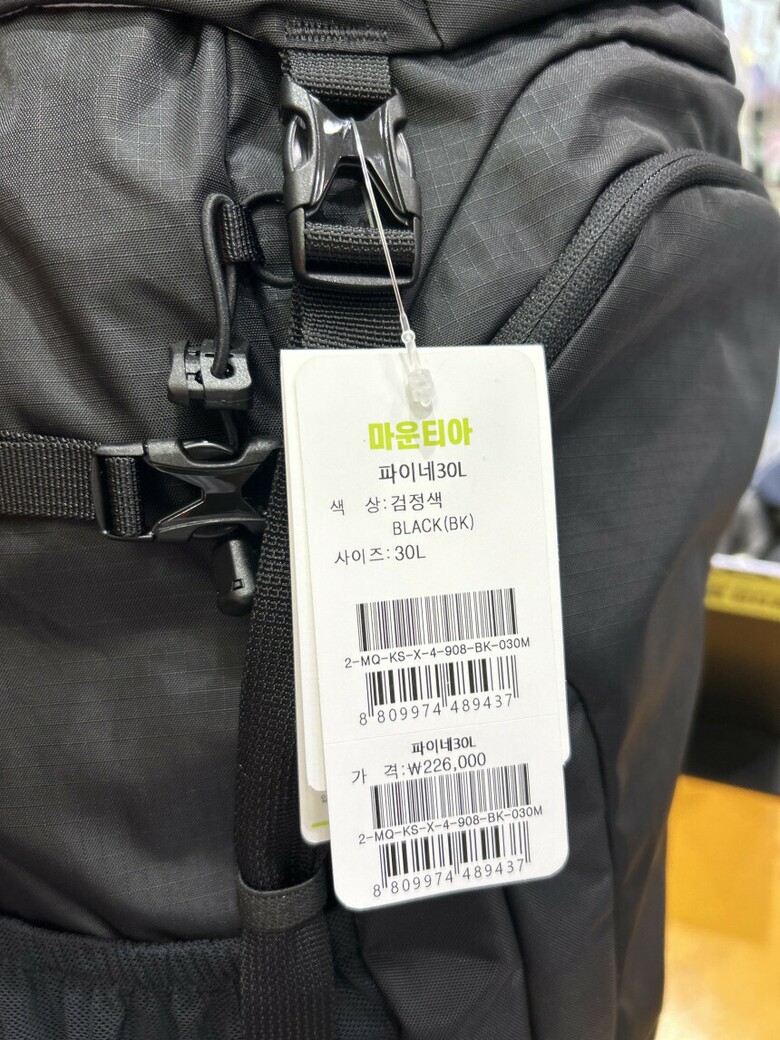 마운티아
파이네30L
색 상:검정색
BLACK(BK)
사이즈:30L
2-MQ-KS-X-4-908-BK-030M
8 809974 489437
파이네30L
가 격:₩226,000
2-MQ-KS-X-4-908-BK-030M
8 809974 489437